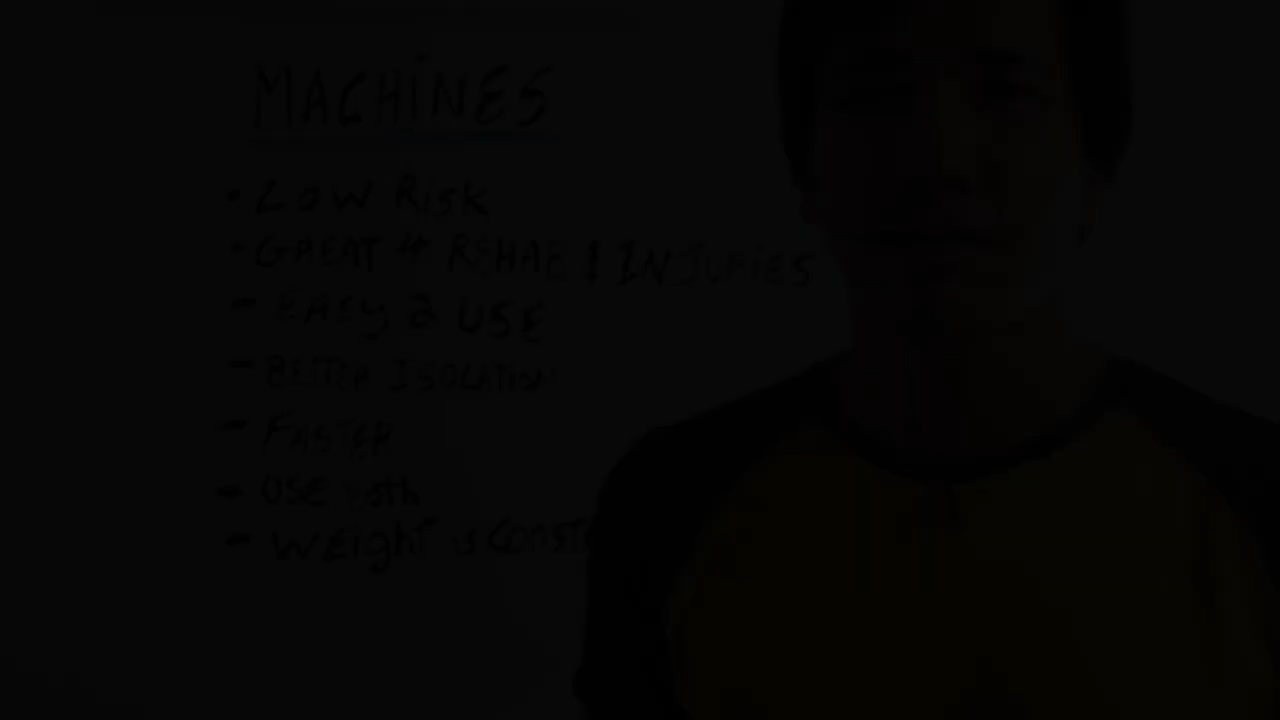 MACHINES
- Low Risk
- GREAT 4 REHAB / INJURIES
- EASY 2 USE
- BETTER ISOLATION
- FASTER
- USE Both
- Weight is CONST